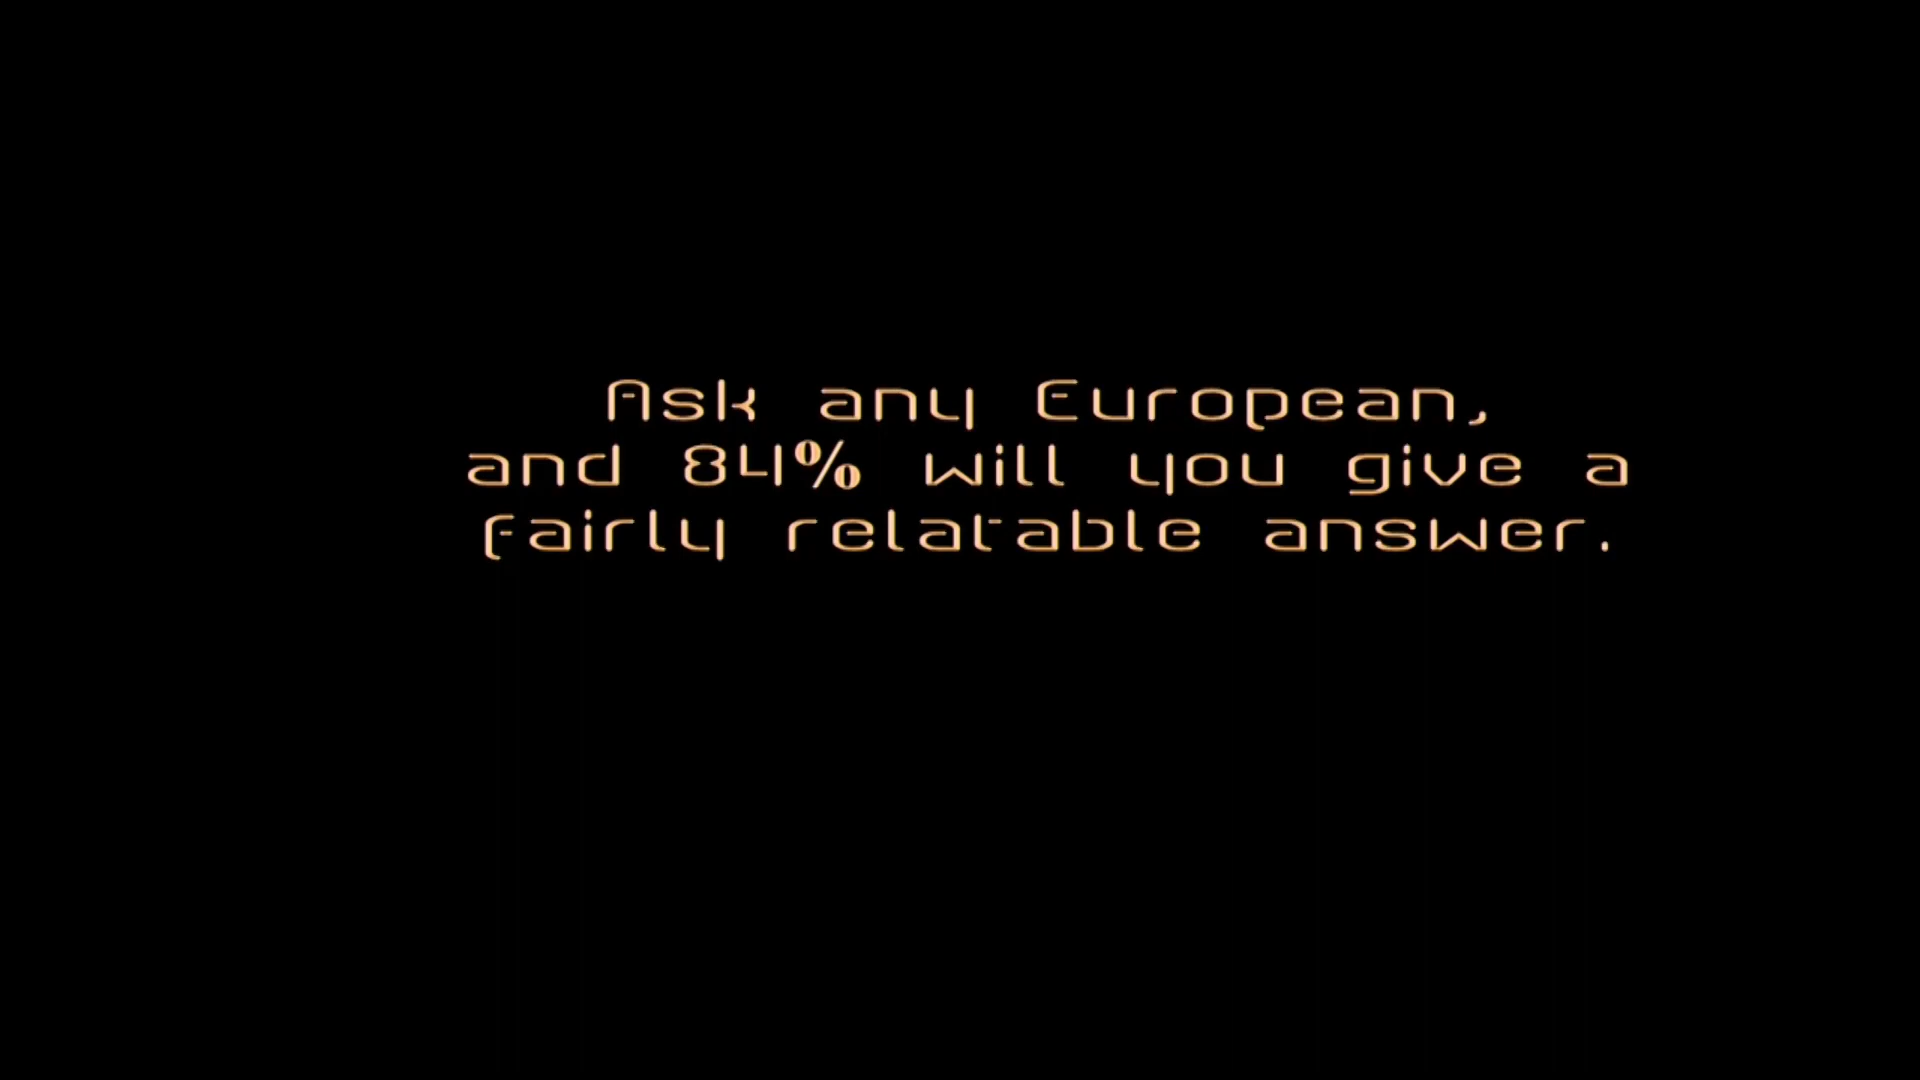 Ask any European,
and 84% will you give a
fairly relatable answer.